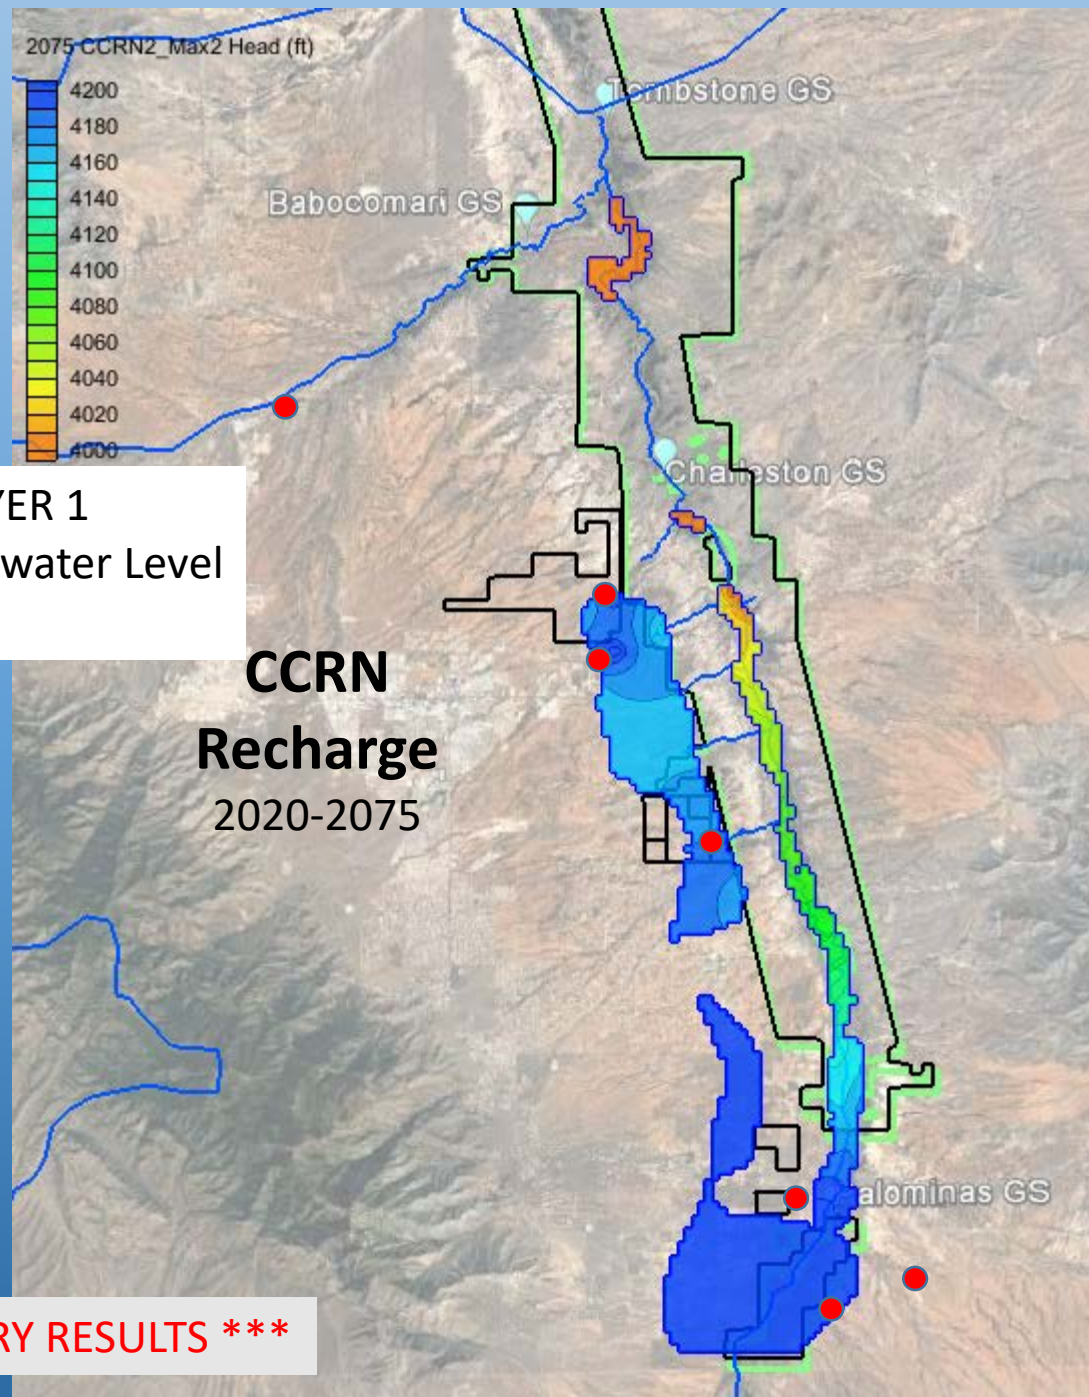 2075 CCRN2_Max2 Head (ft)
4200
4180
4160
4140
4120
4100
4080
4060
4040
4020
4000
Tombstone GS
Babocomari GS
Charleston GS
YER 1
water Level
CCRN
Recharge
2020-2075
alominas GS
RY RESULTS ***